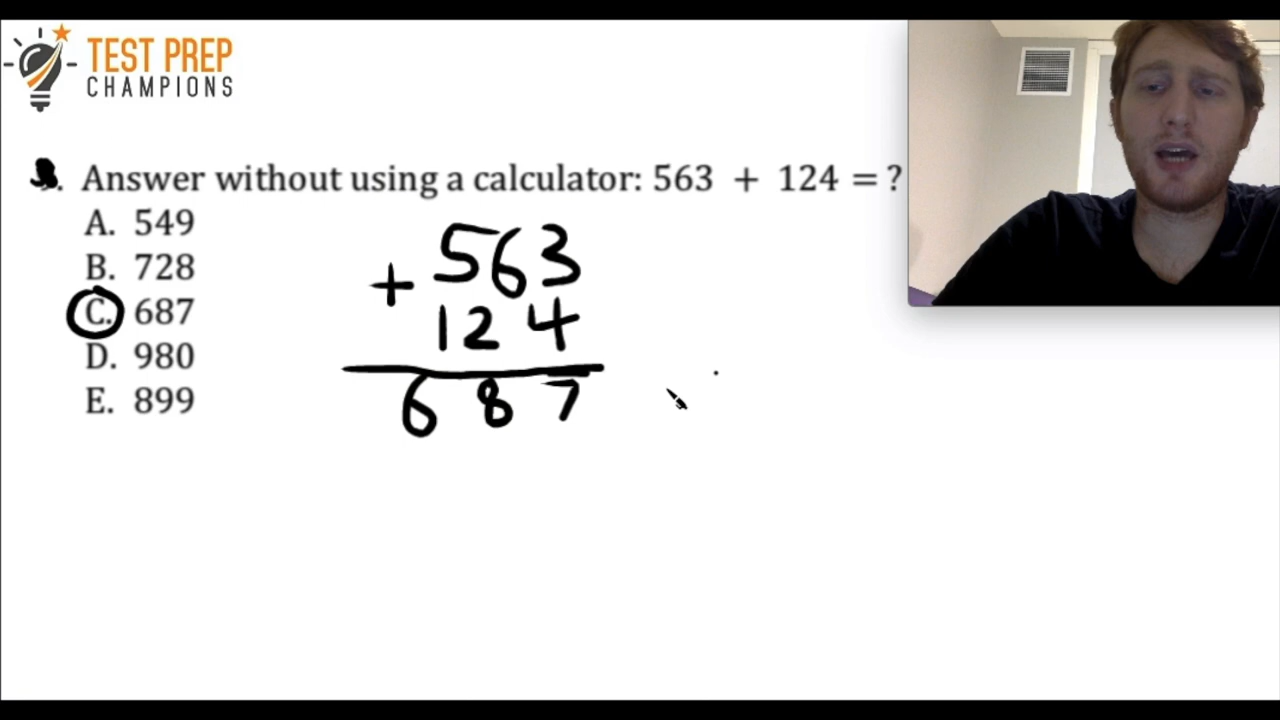 TEST PREP
CHAMPIONS
Answer without using a calculator: 563 + 124 = ?
A. 549
B. 728
C. 687
D. 980
E. 899
563
+
124
687